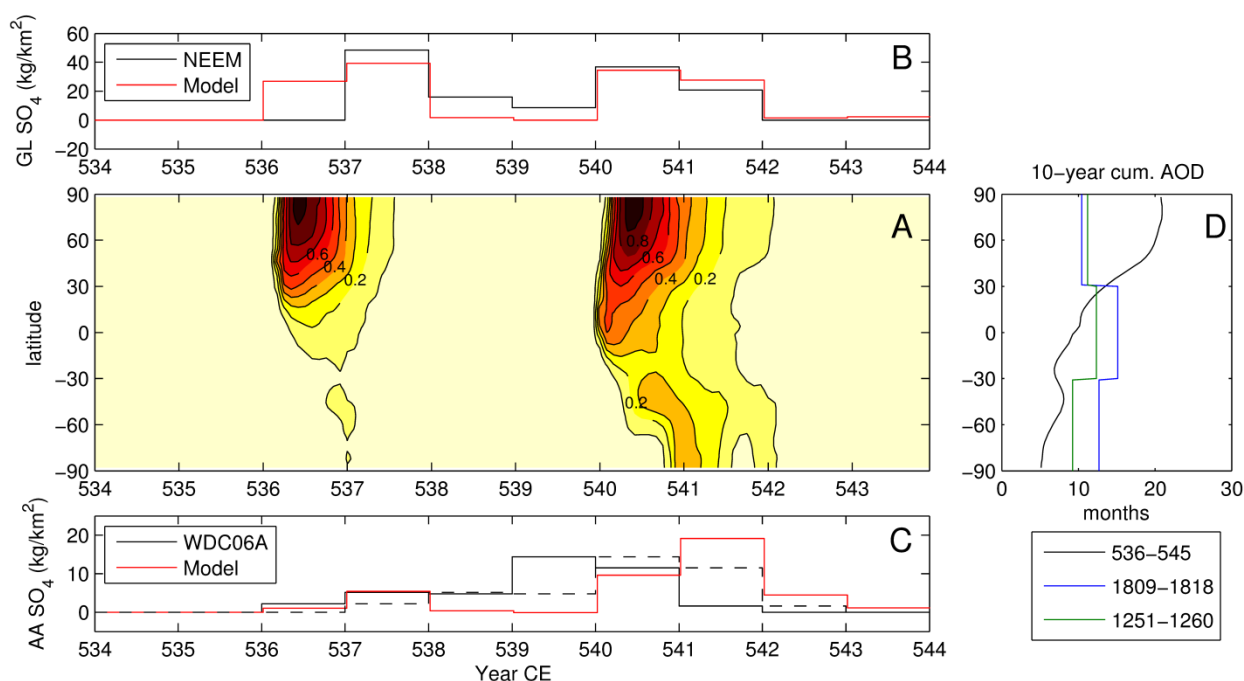 GL SO4 (kg/km2)
60
40
20
0
−20
NEEM
Model
B
534 535 536 537 538 539 540 541 542 543 544
latitude
90
60
30
0
−30
−60
−90
0.6
0.4
0.2
0.8
0.6
0.4
0.2
0.2
A
534 535 536 537 538 539 540 541 542 543
10−year cum. AOD
90
60
30
0
−30
−60
−90
D
0 10 20 30
months
AA SO4 (kg/km2)
20
10
0
WDC06A
Model
C
534 535 536 537 538 539 540 541 542 543 544
Year CE
536−545
1809−1818
1251−1260